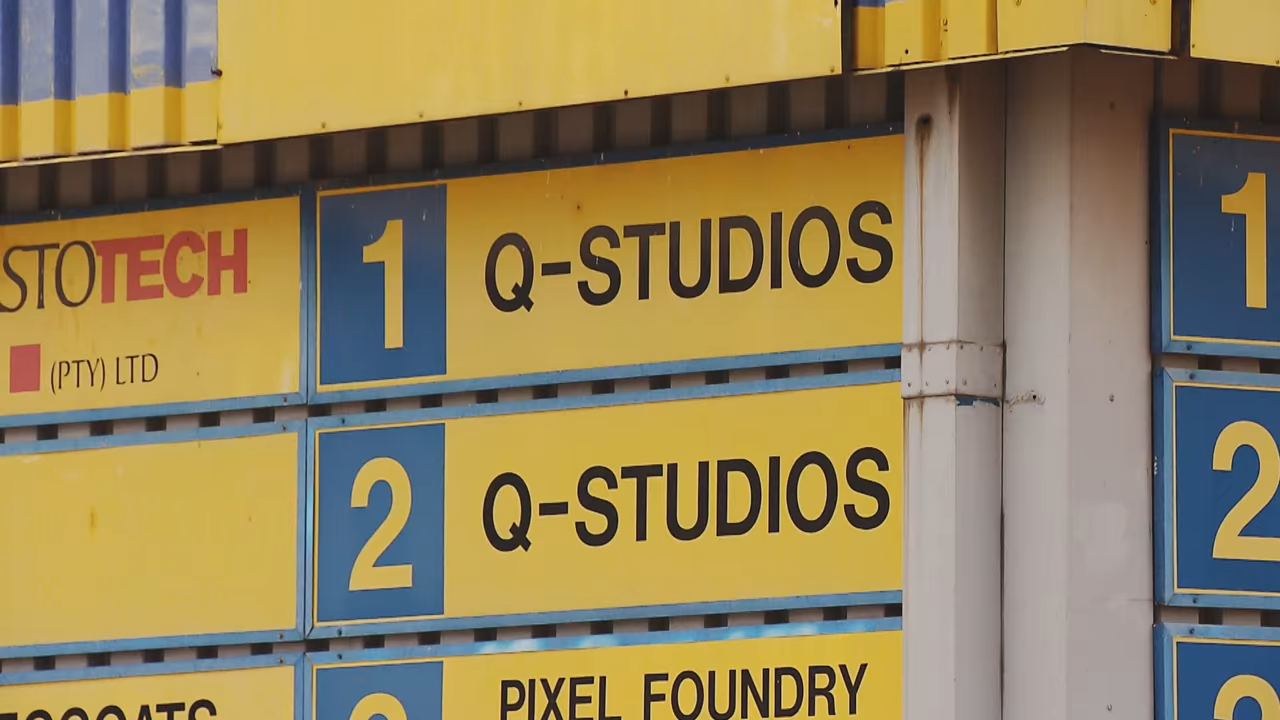 STOTECH
(PTY) LTD
1 Q-STUDIOS
2 Q-STUDIOS
PIXEL FOUNDRY
1
2